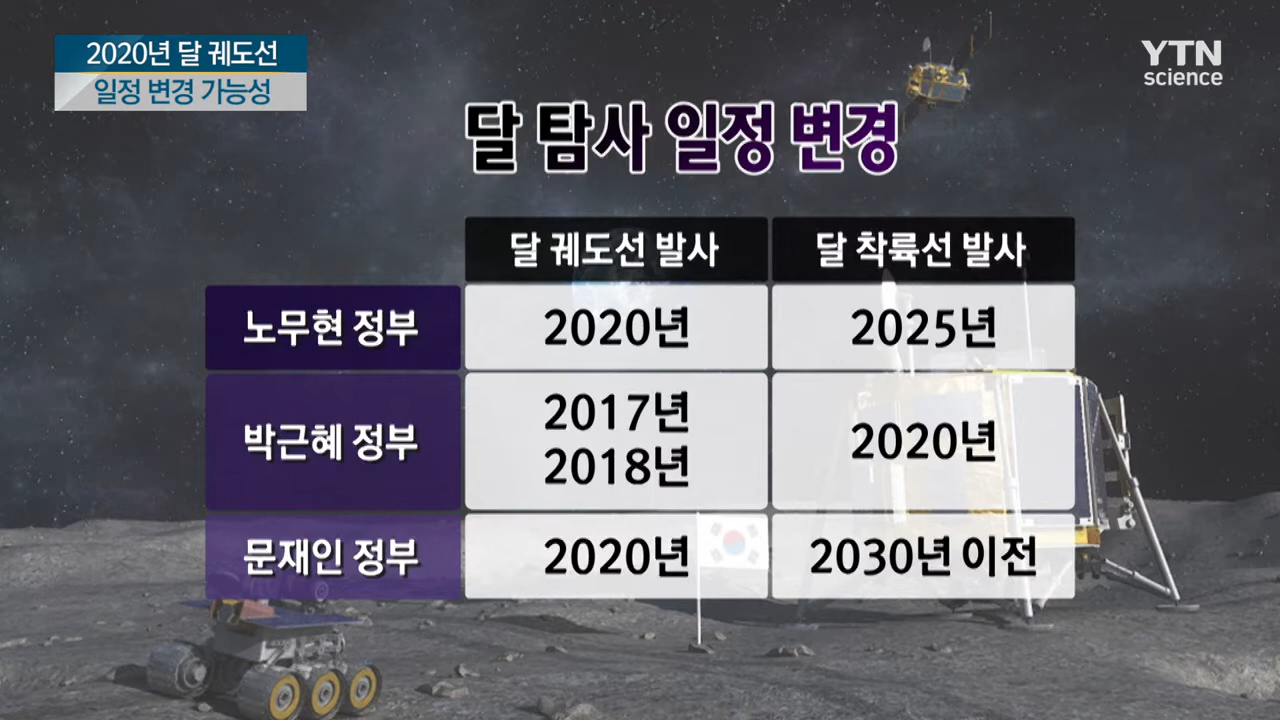 2020년 달 궤도선
일정 변경 가능성
YTN
science
달 탐사 일정 변경
달 궤도선 발사
달 착륙선 발사
노무현 정부
2020년
2025년
박근혜 정부
2017년
2018년
2020년
문재인 정부
2020년
2030년 이전